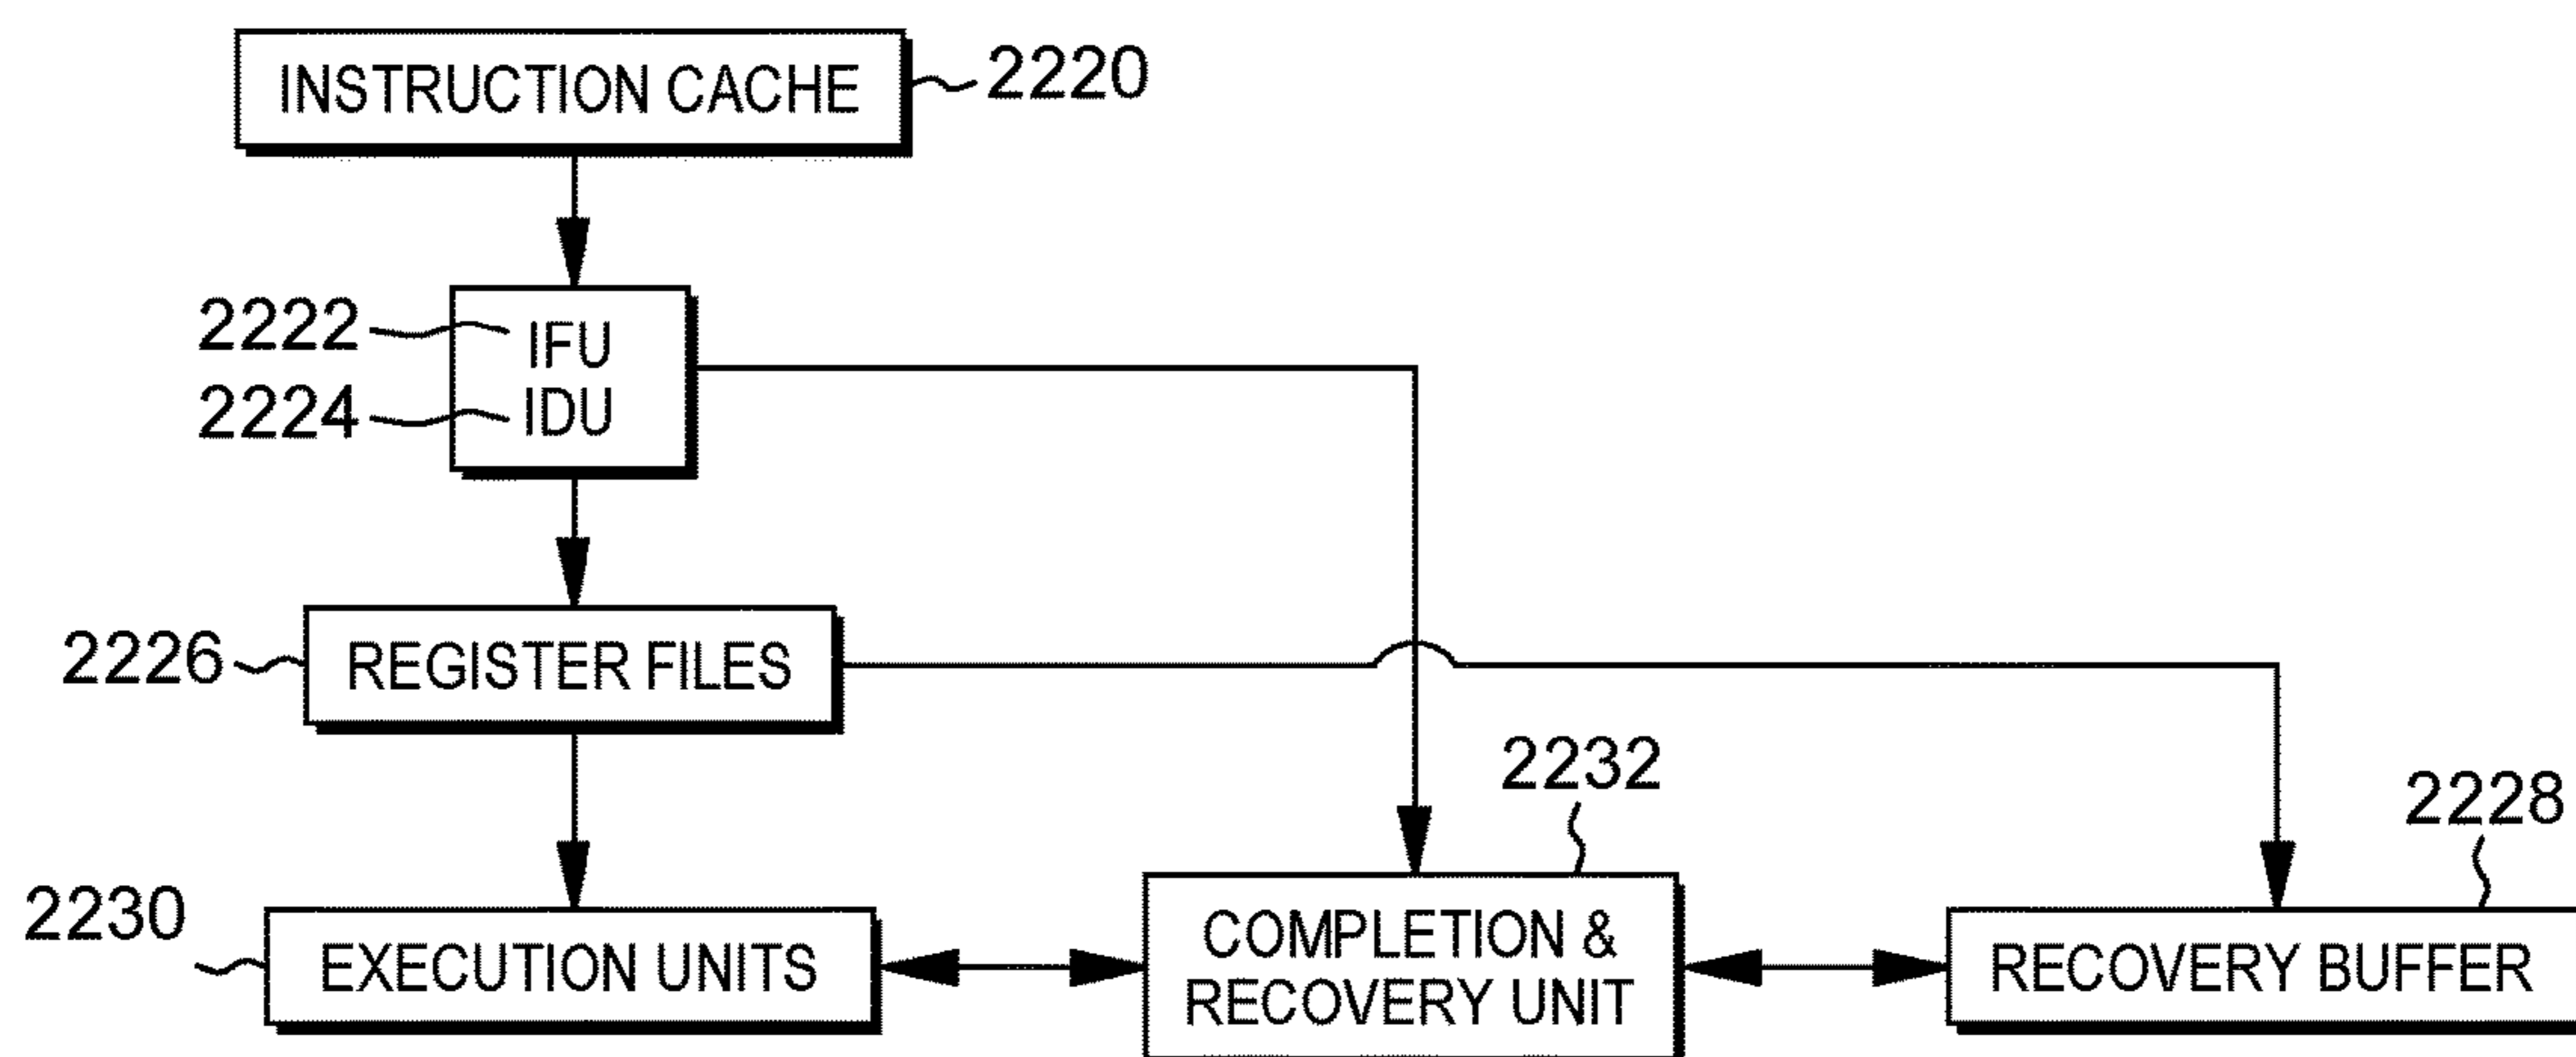 INSTRUCTION CACHE
2220
2222
IFU
2224
IDU
2226
REGISTER FILES
2232
2228
2230
EXECUTION UNITS
COMPLETION &
RECOVERY UNIT
RECOVERY BUFFER